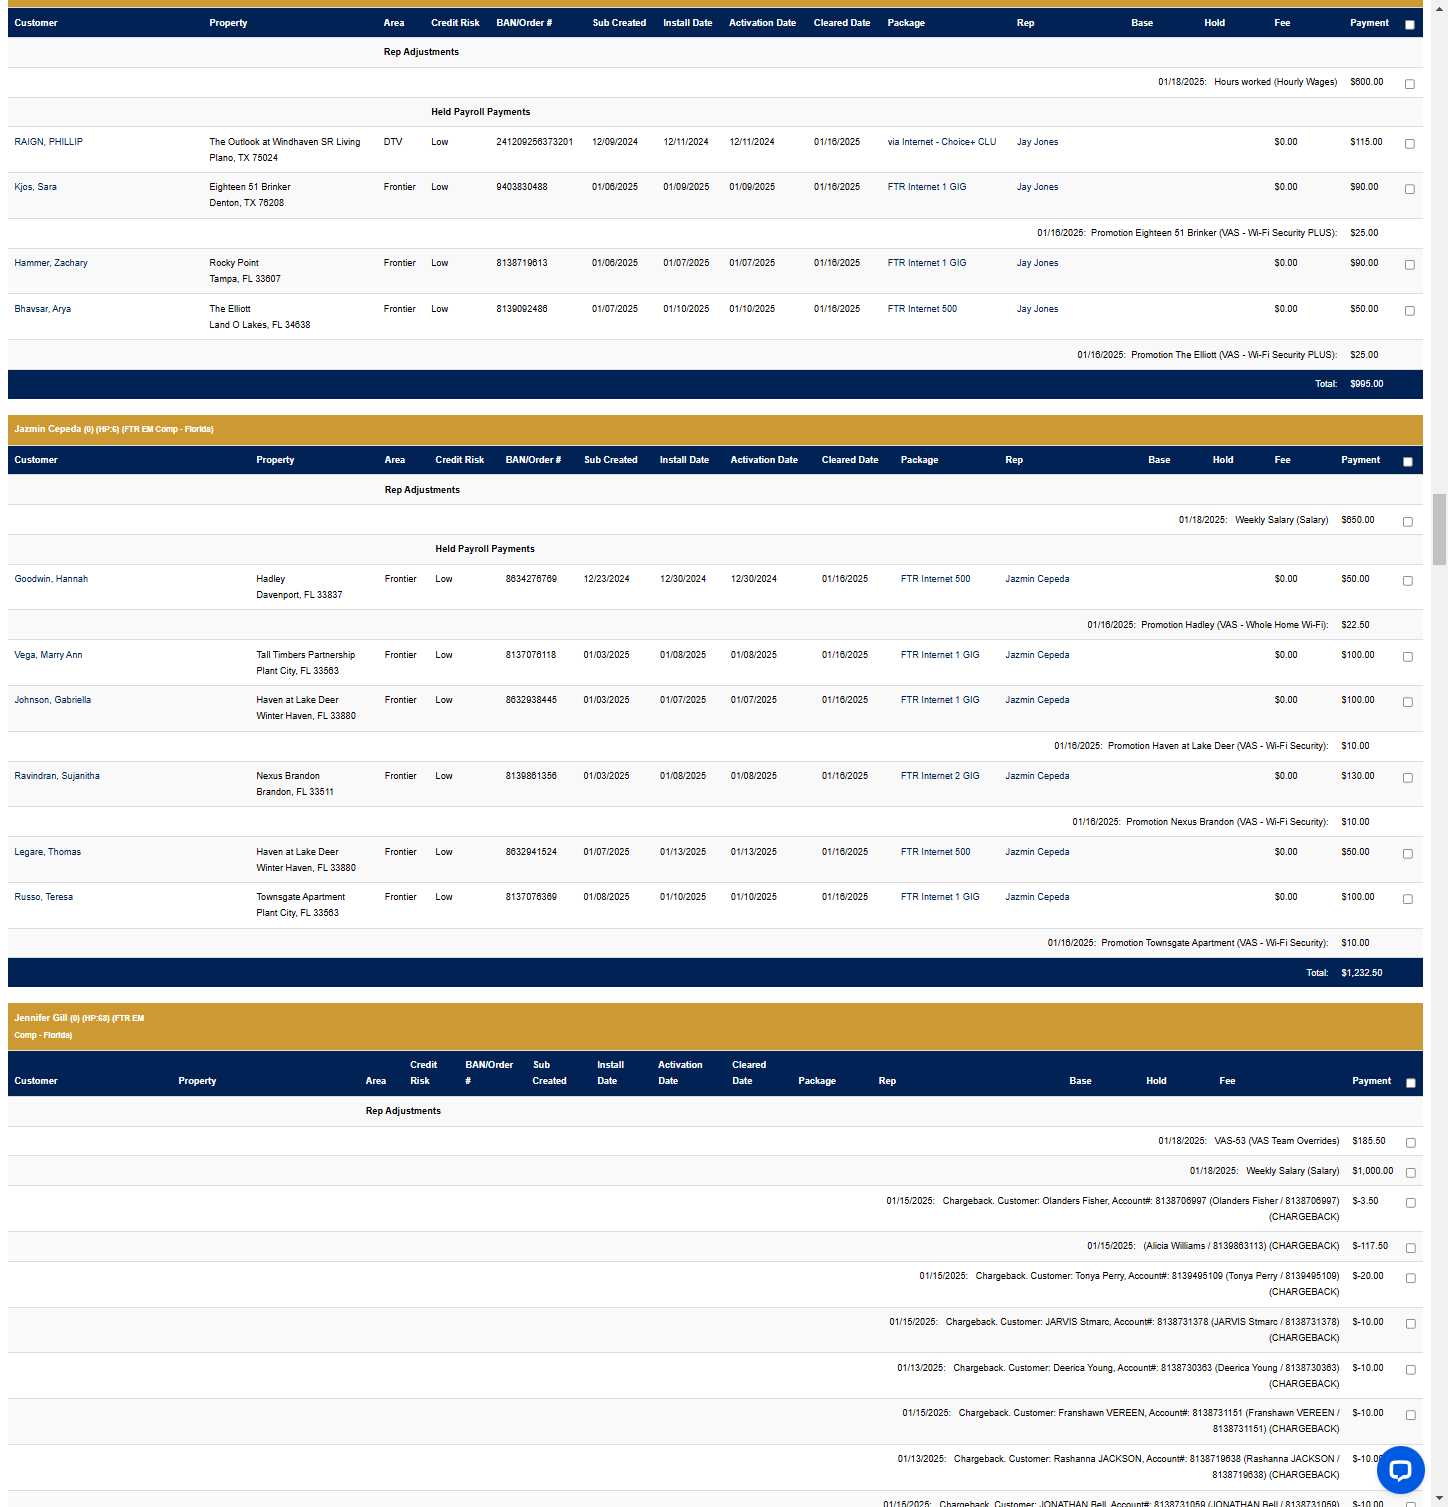 Customer Property Area Credit Risk BAN/Order # Sub Created Install Date Activation Date Cleared Date Package Rep Base Hold Fee Payment
Rep Adjustments
01/18/2025: Hours worked (Hourly Wages) $600.00
Held Payroll Payments
RAIGN, PHILLIP The Outlook at Windhaven SR Living DTV Low 241209256373201 12/09/2024 12/11/2024 12/11/2024 01/16/2025 via Internet - Choice+ CLU Jay Jones $0.00 $115.00
Plano, TX 75024
Kjos, Sara Eighteen 51 Brinker Frontier Low 9403830488 01/06/2025 01/09/2025 01/09/2025 01/16/2025 FTR Internet 1 GIG Jay Jones $0.00 $90.00
Denton, TX 76208
01/16/2025: Promotion Eighteen 51 Brinker (VAS - Wi-Fi Security PLUS): $25.00
Hammer, Zachary Rocky Point Frontier Low 8138719613 01/06/2025 01/07/2025 01/07/2025 01/16/2025 FTR Internet 1 GIG Jay Jones $0.00 $90.00
Tampa, FL 33607
Bhavsar, Arya The Elliott Frontier Low 8139092486 01/07/2025 01/10/2025 01/10/2025 01/16/2025 FTR Internet 500 Jay Jones $0.00 $50.00
Land O Lakes, FL 34638
01/16/2025: Promotion The Elliott (VAS - Wi-Fi Security PLUS): $25.00
Total: $995.00
Jazmin Cepeda (0) (HP:6) (FTR EM Comp - Florida)
Customer Property Area Credit Risk BAN/Order # Sub Created Install Date Activation Date Cleared Date Package Rep Base Hold Fee Payment
Rep Adjustments
01/18/2025: Weekly Salary (Salary) $650.00
Held Payroll Payments
Goodwin, Hannah Hadley Frontier Low 8634276769 12/23/2024 12/30/2024 12/30/2024 01/16/2025 FTR Internet 500 Jazmin Cepeda $0.00 $50.00
Davenport, FL 33837
01/16/2025: Promotion Hadley (VAS - Whole Home Wi-Fi): $22.50
Vega, Marry Ann Tall Timbers Partnership Frontier Low 8137076118 01/03/2025 01/08/2025 01/08/2025 01/16/2025 FTR Internet 1 GIG Jazmin Cepeda $0.00 $100.00
Plant City, FL 33563
Johnson, Gabriella Haven at Lake Deer Frontier Low 8632938445 01/03/2025 01/07/2025 01/07/2025 01/16/2025 FTR Internet 1 GIG Jazmin Cepeda $0.00 $100.00
Winter Haven, FL 33880
01/16/2025: Promotion Haven at Lake Deer (VAS - Wi-Fi Security): $10.00
Ravindran, Sujanitha Nexus Brandon Frontier Low 8139861356 01/03/2025 01/08/2025 01/08/2025 01/16/2025 FTR Internet 2 GIG Jazmin Cepeda $0.00 $130.00
Brandon, FL 33511
01/16/2025: Promotion Nexus Brandon (VAS - Wi-Fi Security): $10.00
Legare, Thomas Haven at Lake Deer Frontier Low 8632941524 01/07/2025 01/13/2025 01/13/2025 01/16/2025 FTR Internet 500 Jazmin Cepeda $0.00 $50.00
Winter Haven, FL 33880
Russo, Teresa Townsgate Apartment Frontier Low 8137076369 01/08/2025 01/10/2025 01/10/2025 01/16/2025 FTR Internet 1 GIG Jazmin Cepeda $0.00 $100.00
Plant City, FL 33563
01/16/2025: Promotion Townsgate Apartment (VAS - Wi-Fi Security): $10.00
Total: $1,232.50
Jennifer Gill (0) (HP:68) (FTR EM
Comp - Florida)
Credit BAN/Order Sub Install Activation Cleared
Customer Property Area Risk # Created Date Date Date Package Rep Base Hold Fee Payment
Rep Adjustments
01/18/2025: VAS-53 (VAS Team Overrides) $185.50
01/18/2025: Weekly Salary (Salary) $1,000.00
01/15/2025: Chargeback. Customer: Olanders Fisher, Account#: 8138706997 (Olanders Fisher / 8138706997) $-3.50
(CHARGEBACK)
01/15/2025: (Alicia Williams / 8139863113) (CHARGEBACK) $-117.50
01/15/2025: Chargeback. Customer: Tonya Perry, Account#: 8139495109 (Tonya Perry / 8139495109) $-20.00
(CHARGEBACK)
01/15/2025: Chargeback. Customer: JARVIS Stmarc, Account#: 8138731378 (JARVIS Stmarc / 8138731378) $-10.00
(CHARGEBACK)
01/13/2025: Chargeback. Customer: Deerica Young, Account#: 8138730363 (Deerica Young / 8138730363) $-10.00
(CHARGEBACK)
01/15/2025: Chargeback. Customer: Franshawn VEREEN, Account#: 8138731151 (Franshawn VEREEN / $-10.00
8138731151) (CHARGEBACK)
01/13/2025: Chargeback. Customer: Rashanna JACKSON, Account#: 8138719638 (Rashanna JACKSON / $-10.00
8138719638) (CHARGEBACK)
01/15/2025: Chargeback. Customer: JONATHAN Bell, Account#: 8138731059 (JONATHAN Bell / 8138731059) $-10.00